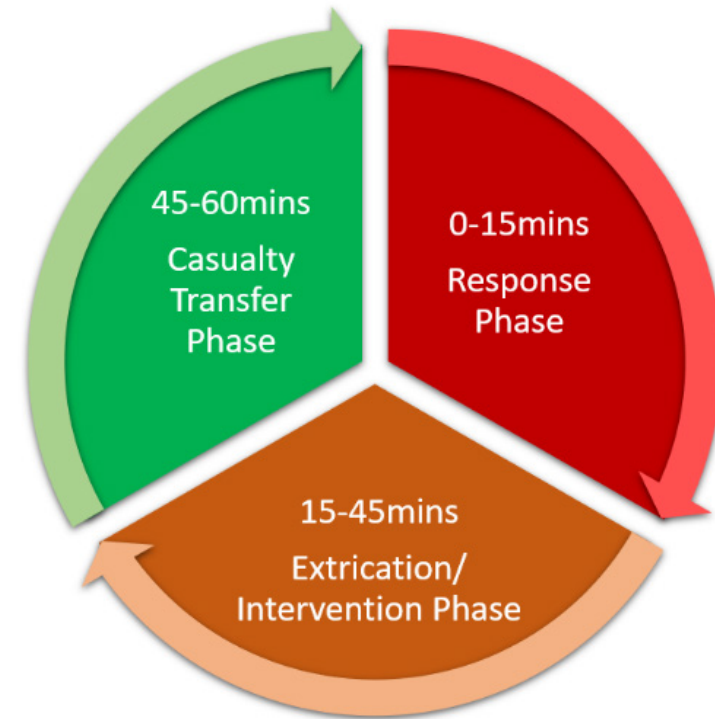 0-15mins
Response
Phase
15-45mins
Extrication/
Intervention Phase
45-60mins
Casualty
Transfer
Phase